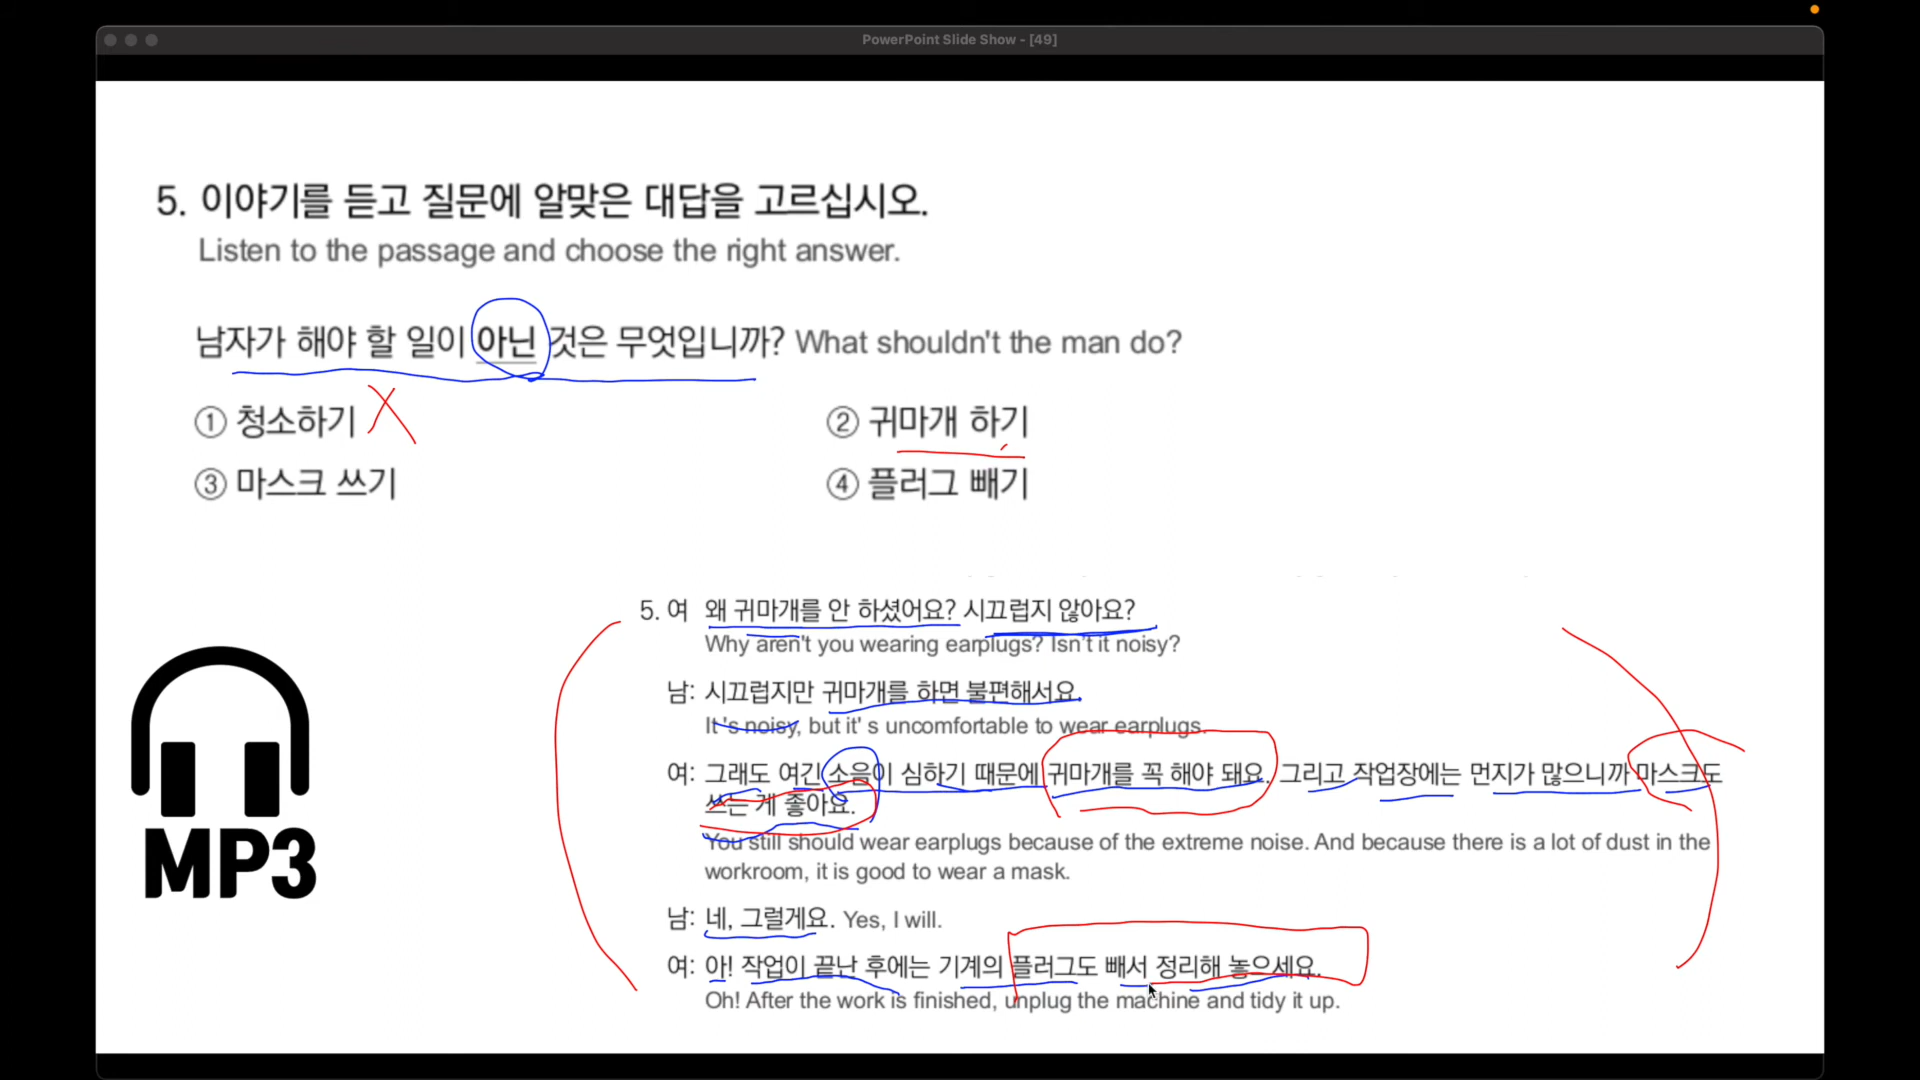 PowerPoint Slide Show - [49]
5. 이야기를 듣고 질문에 알맞은 대답을 고르십시오.
Listen to the passage and choose the right answer.
남자가 해야 할 일이 아닌 것은 무엇입니까? What shouldn't the man do?
① 청소하기 ② 귀마개 하기
③ 마스크 쓰기 ④ 플러그 빼기
5. 여 왜 귀마개를 안 하셨어요? 시끄럽지 않아요?
Why aren't you wearing earplugs? Isn't it noisy?
남: 시끄럽지만 귀마개를 하면 불편해서요.
It's noisy, but it' s uncomfortable to wear earplugs.
여: 그래도 여긴 소음이 심하기 때문에 귀마개를 꼭 해야 돼요. 그리고 작업장에는 먼지가 많으니까 마스크도
쓰는 게 좋아요.
You still should wear earplugs because of the extreme noise. And because there is a lot of dust in the
workroom, it is good to wear a mask.
남: 네, 그럴게요. Yes, I will.
여: 아! 작업이 끝난 후에는 기계의 플러그도 빼서 정리해 놓으세요.
Oh! After the work is finished, unplug the machine and tidy it up.
MP3